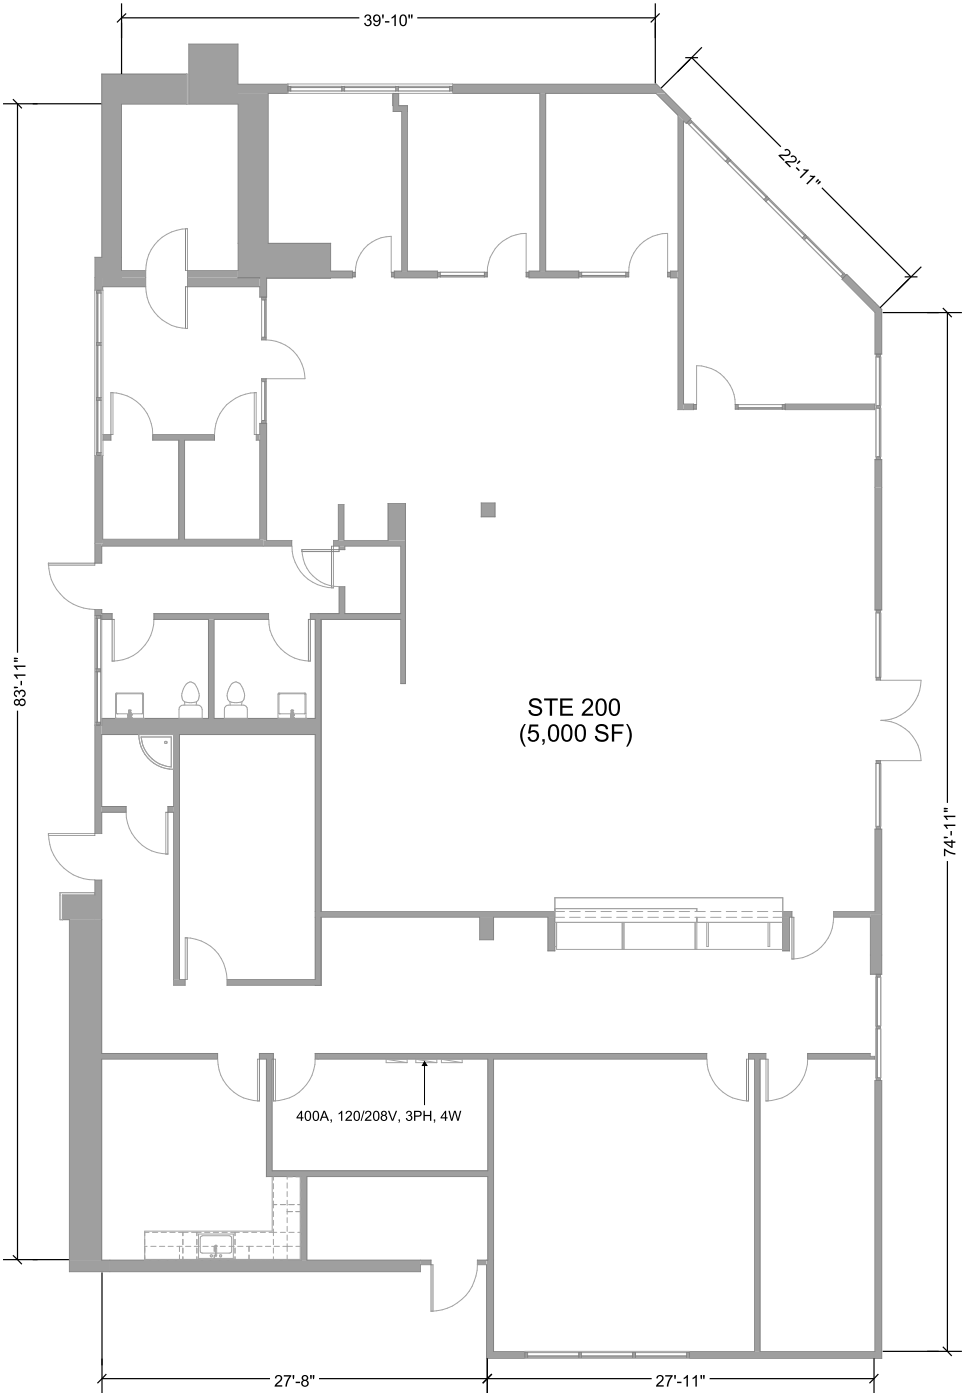 39'-10"
22'-11"
83'-11"
STE 200
(5,000 SF)
74'-11"
400A, 120/208V, 3PH, 4W
27'-8"
27'-11"